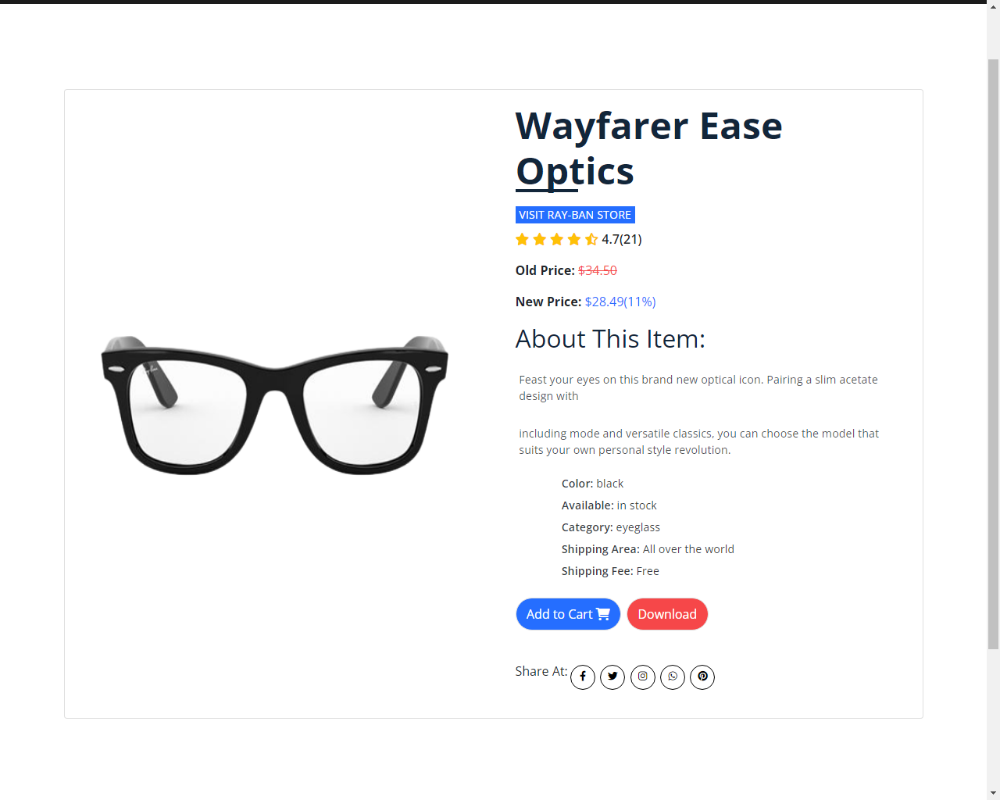 Wayfarer Ease
Optics
VISIT RAY-BAN STORE
4.7(21)
Old Price: $34.50
New Price: $28.49(11%)
About This Item:
Feast your eyes on this brand new optical icon. Pairing a slim acetate
design with
including mode and versatile classics, you can choose the model that
suits your own personal style revolution.
Color: black
Available: in stock
Category: eyeglass
Shipping Area: All over the world
Shipping Fee: Free
Add to Cart
Download
Share At: